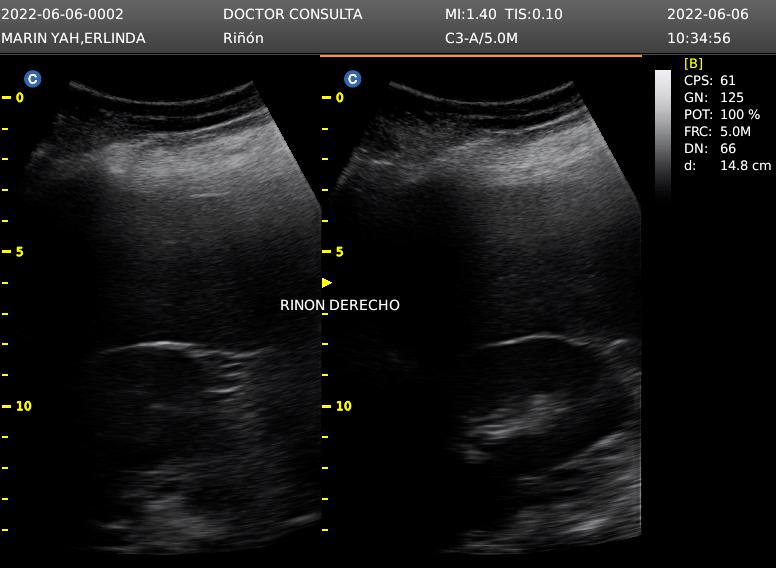 2022-06-06-0002 DOCTOR CONSULTA MI:1.40 TIS:0.10 2022-06-06
MARIN YAH,ERLINDA Riñón C3-A/5.0M 10:34:56
[B]
C C
CPS: 61
0 0
GN: 125
POT: 100 %
FRC: 5.0M
DN: 66
d: 14.8 cm
5 5
RINON DERECHO
10 10